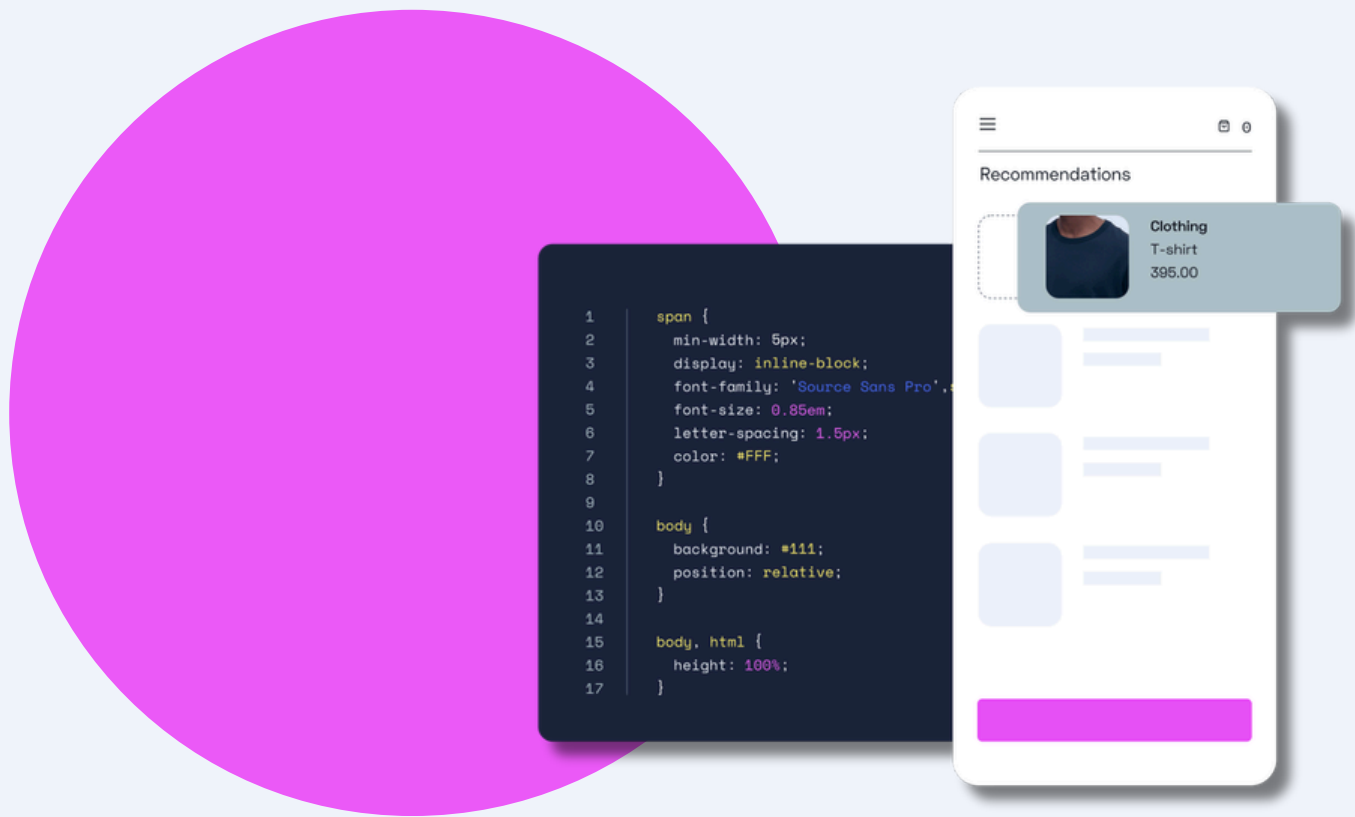 0
Recommendations
Clothing
T-shirt
395.00
1 span {
2 min-width: 5px;
3 display: inline-block;
4 font-family: 'Source Sans Pro',
5 font-size: 0.85em;
6 letter-spacing: 1.5px;
7 color: #FFF;
8 }
9
10 body {
11 background: #111;
12 position: relative;
13 }
14
15 body, html {
16 height: 100%;
17 }